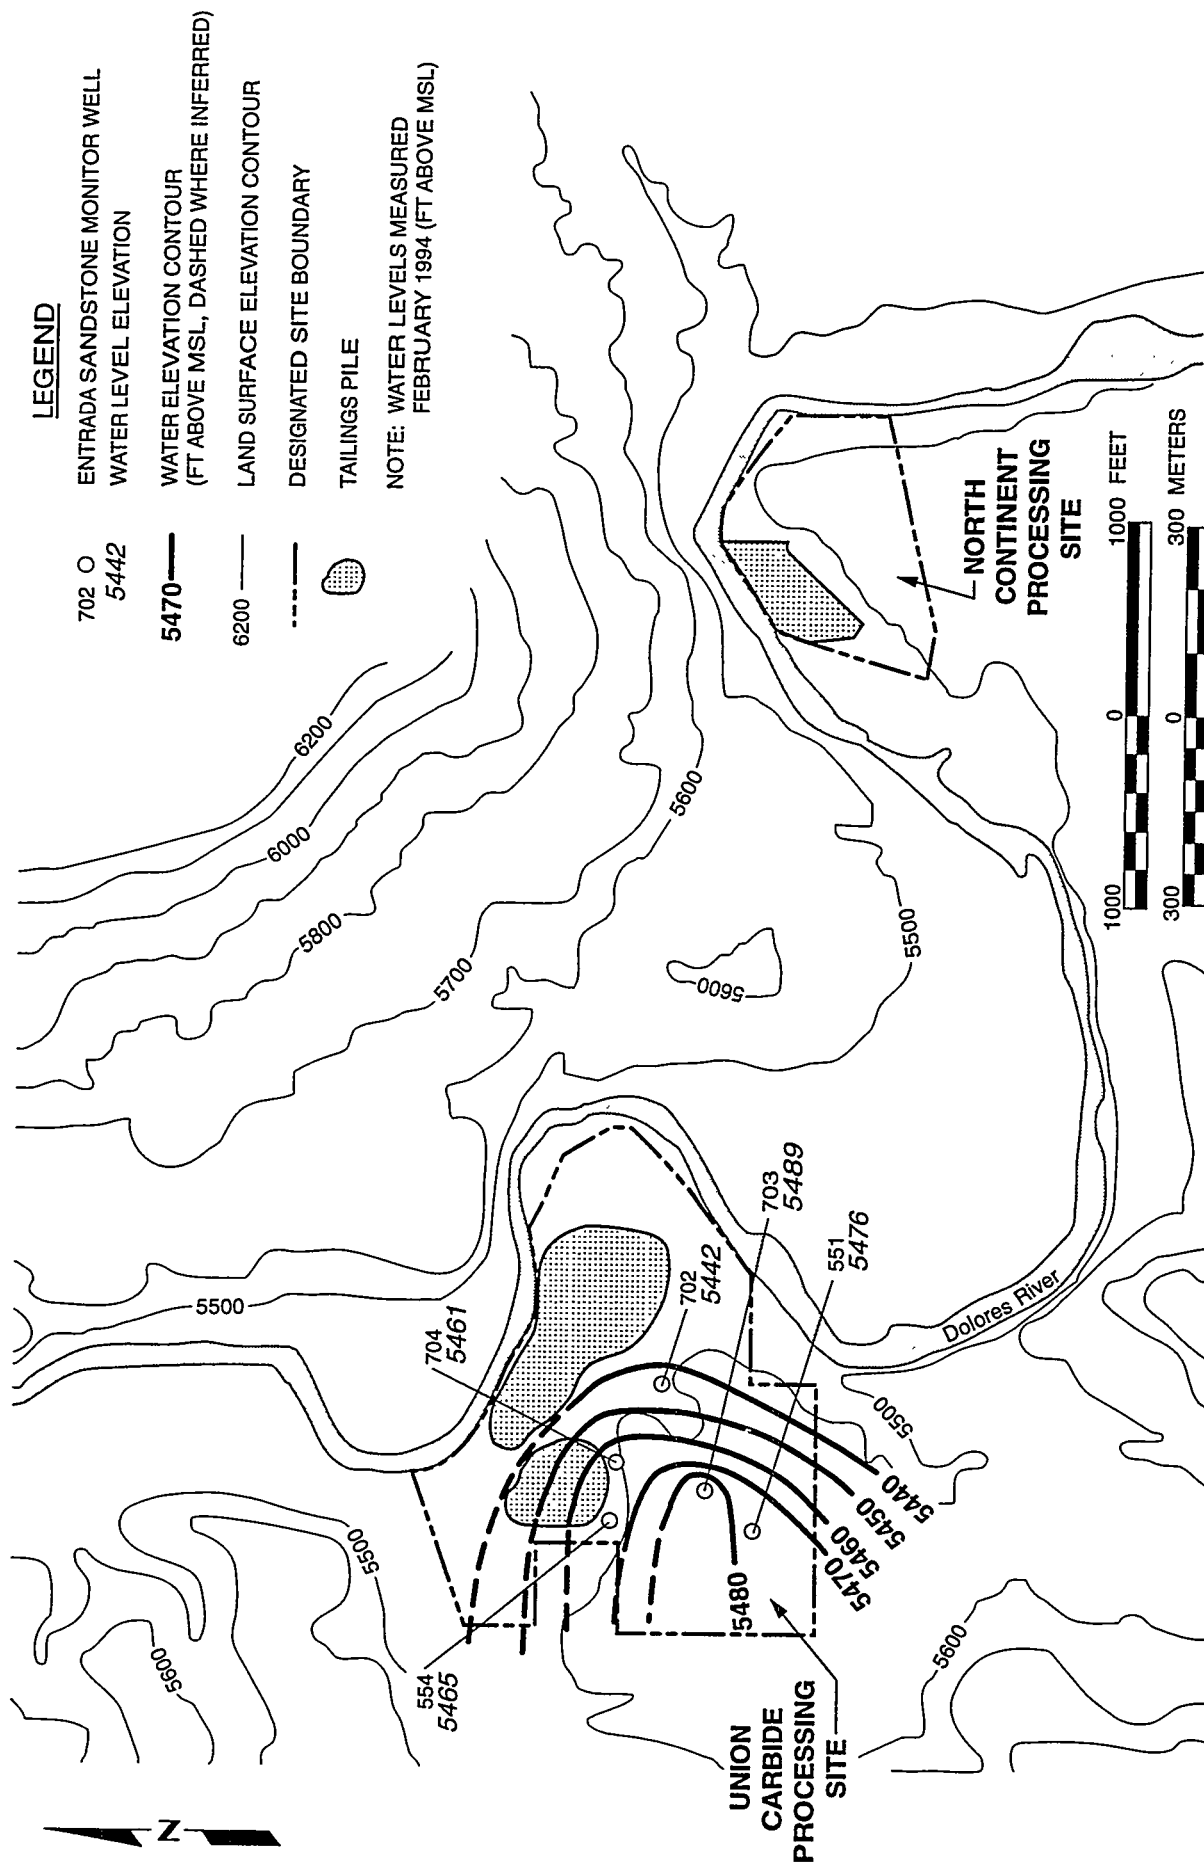 LEGEND
702 5442 ENTRADA SANDSTONE MONITOR WELL
WATER LEVEL ELEVATION
5470 WATER ELEVATION CONTOUR
(FT ABOVE MSL, DASHED WHERE INFERRED)
6200 LAND SURFACE ELEVATION CONTOUR
DESIGNATED SITE BOUNDARY
TAILINGS PILE
NOTE: WATER LEVELS MEASURED
FEBRUARY 1994 (FT ABOVE MSL)
N
6200
6000
5800
5700
5600
5600
5500
5500
5500
5600
5500
5600
704
5461
702
5442
703
5489
551
5476
554
5465
5480
5470
5460
5450
5440
Dolores River
UNION
CARBIDE
PROCESSING
SITE
NORTH
CONTINENT
PROCESSING
SITE
1000 0 1000 FEET
300 0 300 METERS